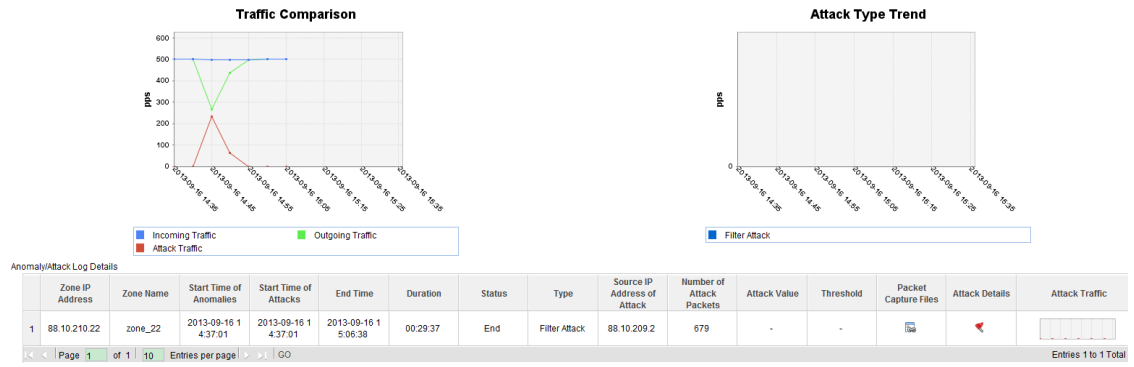 Traffic Comparison
Attack Type Trend
600
500
400
300
200
100
0
pps
2013-09-16 14:35
2013-09-16 14:45
2013-09-16 14:55
2013-09-16 15:05
2013-09-16 15:15
2013-09-16 15:25
2013-09-16 15:35
Incoming Traffic
Outgoing Traffic
Attack Traffic
pps
0
2013-09-16 14:35
2013-09-16 14:45
2013-09-16 14:55
2013-09-16 15:05
2013-09-16 15:15
2013-09-16 15:25
2013-09-16 15:35
Filter Attack
Anomaly/Attack Log Details
Zone IP
Address
Zone Name
Start Time of
Anomalies
Start Time of
Attacks
End Time
Duration
Status
Type
Source IP
Address of
Attack
Number of
Attack
Packets
Attack Value
Threshold
Packet
Capture Files
Attack Details
Attack Traffic
1
88.10.210.22
zone_22
2013-09-16 1
4:37:01
2013-09-16 1
4:37:01
2013-09-16 1
5:06:38
00:29:37
End
Filter Attack
88.10.209.2
679
-
-
Page 1 of 1 10 Entries per page GO
Entries 1 to 1 Total